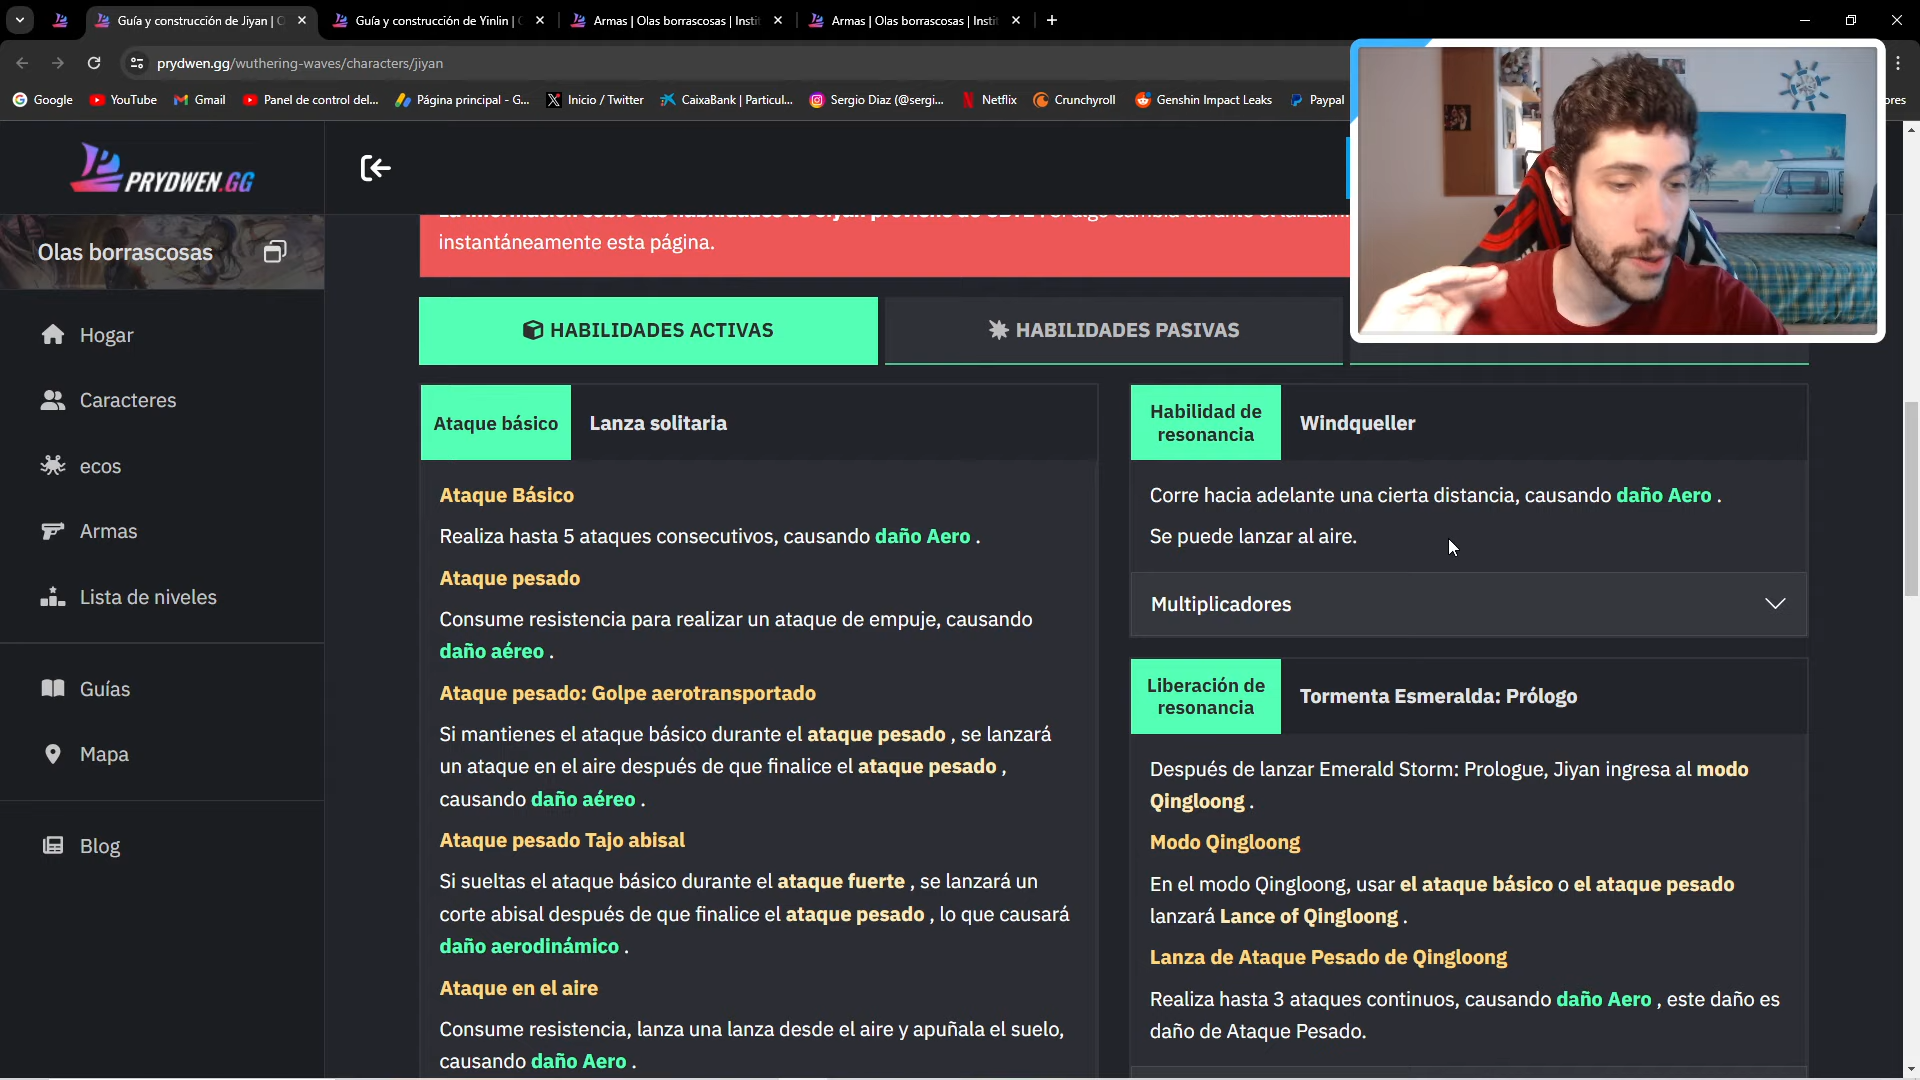 Guía y construcción de Jiyan | C
Guía y construcción de Yinlin | C
Armas | Olas borrascosas | Instit
Armas | Olas borrascosas | Instit
prydwen.gg/wuthering-waves/characters/jiyan
Google
YouTube
Gmail
Panel de control del...
Página principal - G...
Inicio / Twitter
CaixaBank | Particul...
Sergio Diaz (@sergi...
Netflix
Crunchyroll
Genshin Impact Leaks
Paypal
ores
PRYDWEN.GG
instantáneamente esta página.
Olas borrascosas
Hogar
Caracteres
ecos
Armas
Lista de niveles
Guías
Mapa
Blog
HABILIDADES ACTIVAS
HABILIDADES PASIVAS
Ataque básico
Lanza solitaria
Ataque Básico
Realiza hasta 5 ataques consecutivos, causando daño Aero .
Ataque pesado
Consume resistencia para realizar un ataque de empuje, causando
daño aéreo .
Ataque pesado: Golpe aerotransportado
Si mantienes el ataque básico durante el ataque pesado , se lanzará
un ataque en el aire después de que finalice el ataque pesado ,
causando daño aéreo .
Ataque pesado Tajo abisal
Si sueltas el ataque básico durante el ataque fuerte , se lanzará un
corte abisal después de que finalice el ataque pesado , lo que causará
daño aerodinámico .
Ataque en el aire
Consume resistencia, lanza una lanza desde el aire y apuñala el suelo,
causando daño Aero .
Habilidad de
resonancia
Windqueller
Corre hacia adelante una cierta distancia, causando daño Aero .
Se puede lanzar al aire.
Multiplicadores
Liberación de
resonancia
Tormenta Esmeralda: Prólogo
Después de lanzar Emerald Storm: Prologue, Jiyan ingresa al modo
Qingloong .
Modo Qingloong
En el modo Qingloong, usar el ataque básico o el ataque pesado
lanzará Lance of Qingloong .
Lanza de Ataque Pesado de Qingloong
Realiza hasta 3 ataques continuos, causando daño Aero , este daño es
daño de Ataque Pesado.